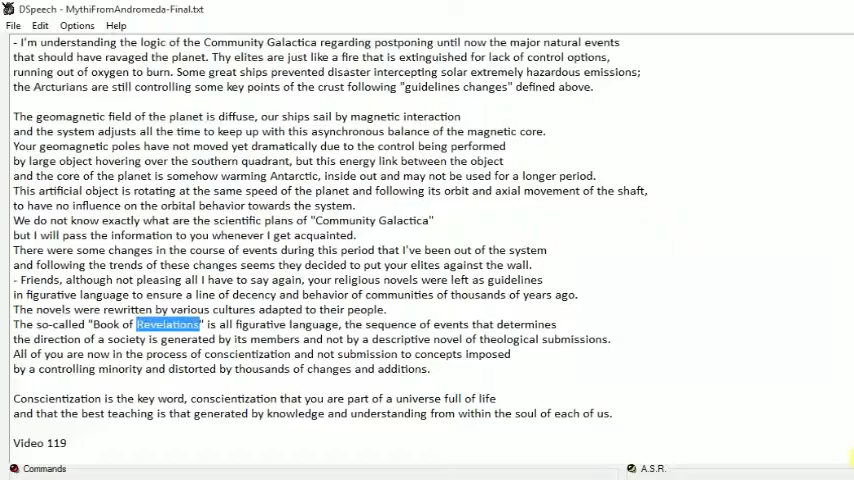 DSpeech - MythiFromAndromeda-Final.txt
File Edit Options Help
- I'm understanding the logic of the Community Galactica regarding postponing until now the major natural events
that should have ravaged the planet. Thy elites are just like a fire that is extinguished for lack of control options,
running out of oxygen to burn. Some great ships prevented disaster intercepting solar extremely hazardous emissions;
the Arcturians are still controlling some key points of the crust following "guidelines changes" defined above.
The geomagnetic field of the planet is diffuse, our ships sail by magnetic interaction
and the system adjusts all the time to keep up with this asynchronous balance of the magnetic core.
Your geomagnetic poles have not moved yet dramatically due to the control being performed
by large object hovering over the southern quadrant, but this energy link between the object
and the core of the planet is somehow warming Antarctic, inside out and may not be used for a longer period.
This artificial object is rotating at the same speed of the planet and following its orbit and axial movement of the shaft,
to have no influence on the orbital behavior towards the system.
We do not know exactly what are the scientific plans of "Community Galactica"
but I will pass the information to you whenever I get acquainted.
There were some changes in the course of events during this period that I've been out of the system
and following the trends of these changes seems they decided to put your elites against the wall.
- Friends, although not pleasing all I have to say again, your religious novels were left as guidelines
in figurative language to ensure a line of decency and behavior of communities of thousands of years ago.
The novels were rewritten by various cultures adapted to their people.
The so-called "Book of Revelations" is all figurative language, the sequence of events that determines
the direction of a society is generated by its members and not by a descriptive novel of theological submissions.
All of you are now in the process of conscientization and not submission to concepts imposed
by a controlling minority and distorted by thousands of changes and additions.
Conscientization is the key word, conscientization that you are part of a universe full of life
and that the best teaching is that generated by knowledge and understanding from within the soul of each of us.
Video 119
Commands A.S.R.